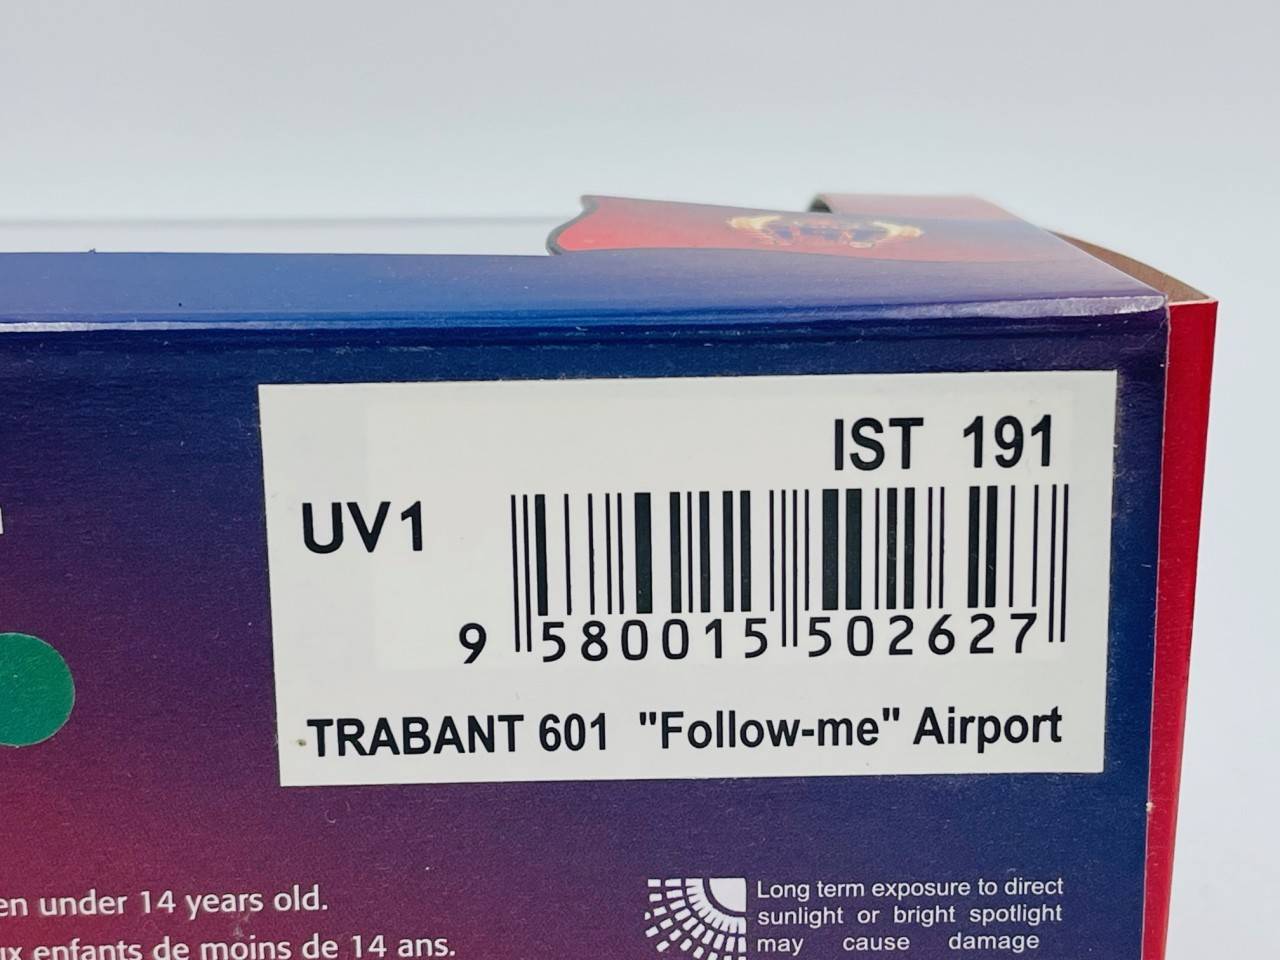 IST 191
UV1
9 580015 502627
TRABANT 601 "Follow-me" Airport
en under 14 years old.
ux enfants de moins de 14 ans.
Long term exposure to direct
sunlight or bright spotlight
may cause damage